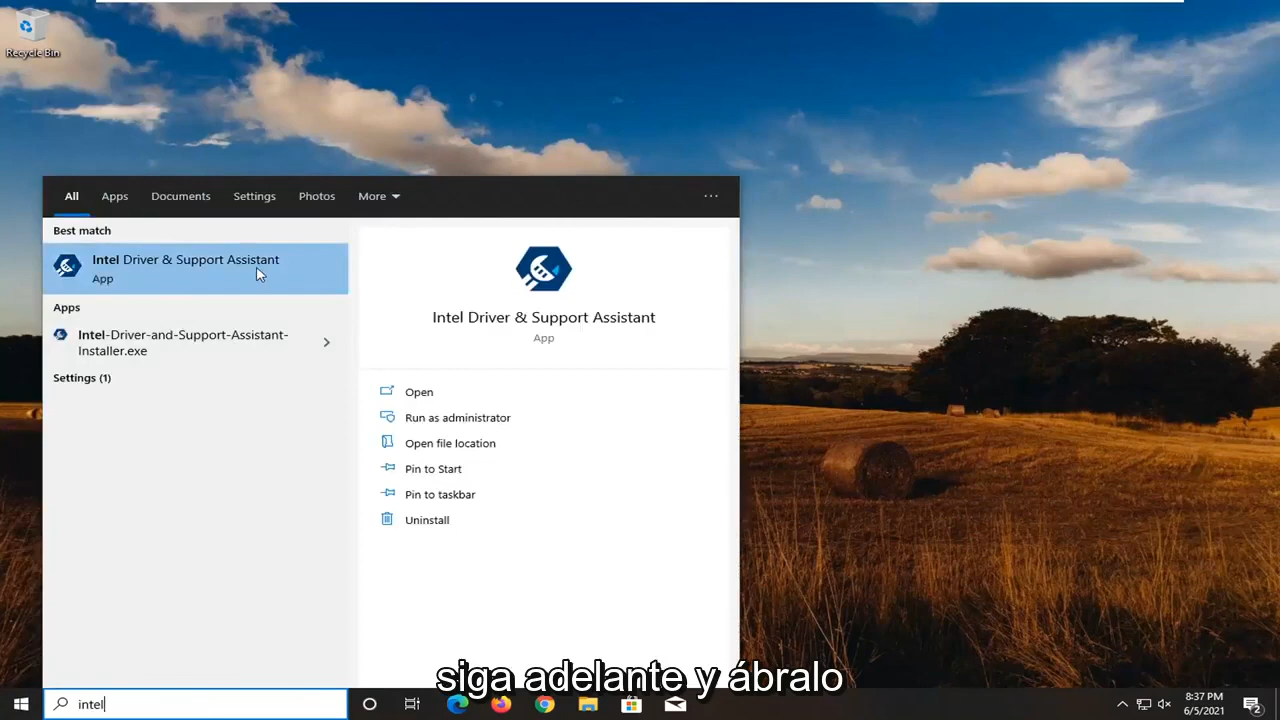 Recycle Bin
All Apps Documents Settings Photos More ...
Best match
Intel Driver & Support Assistant
App
Apps
Intel-Driver-and-Support-Assistant-
Installer.exe
Settings (1)
Intel Driver & Support Assistant
App
Open
Run as administrator
Open file location
Pin to Start
Pin to taskbar
Uninstall
siga adelante y ábralo
intel
8:37 PM
6/5/2021
2